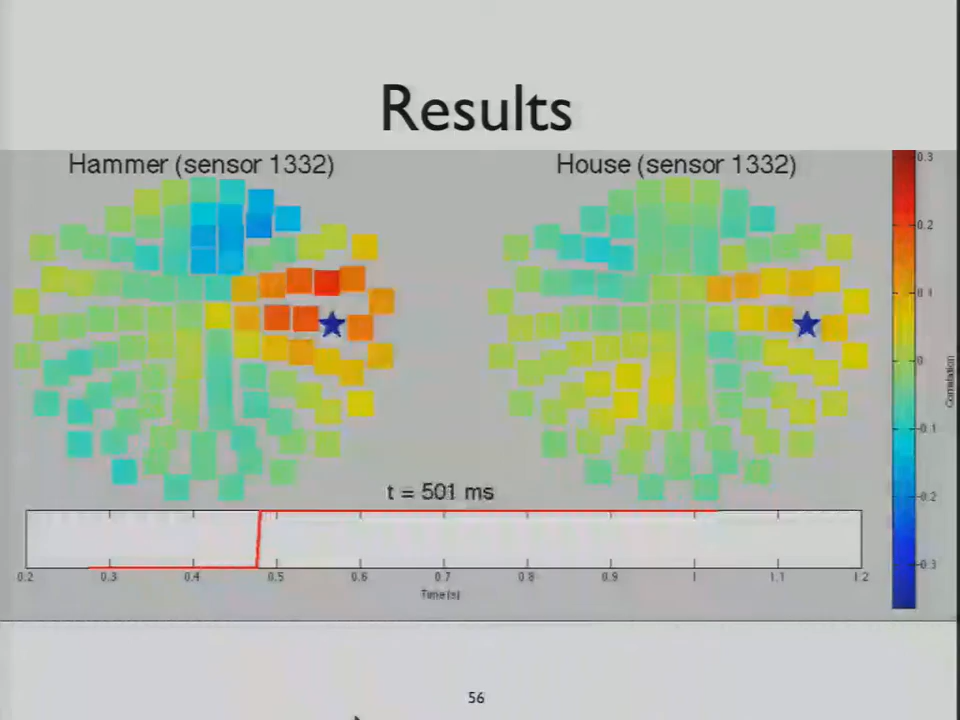 Results
Hammer (sensor 1332)
House (sensor 1332)
0.3
0.2
0.1
0
-0.1
-0.2
-0.3
Correlation
t = 501 ms
0.2 0.3 0.4 0.5 0.6 0.7 0.8 0.9 1 1.1 1.2
Time (s)
56